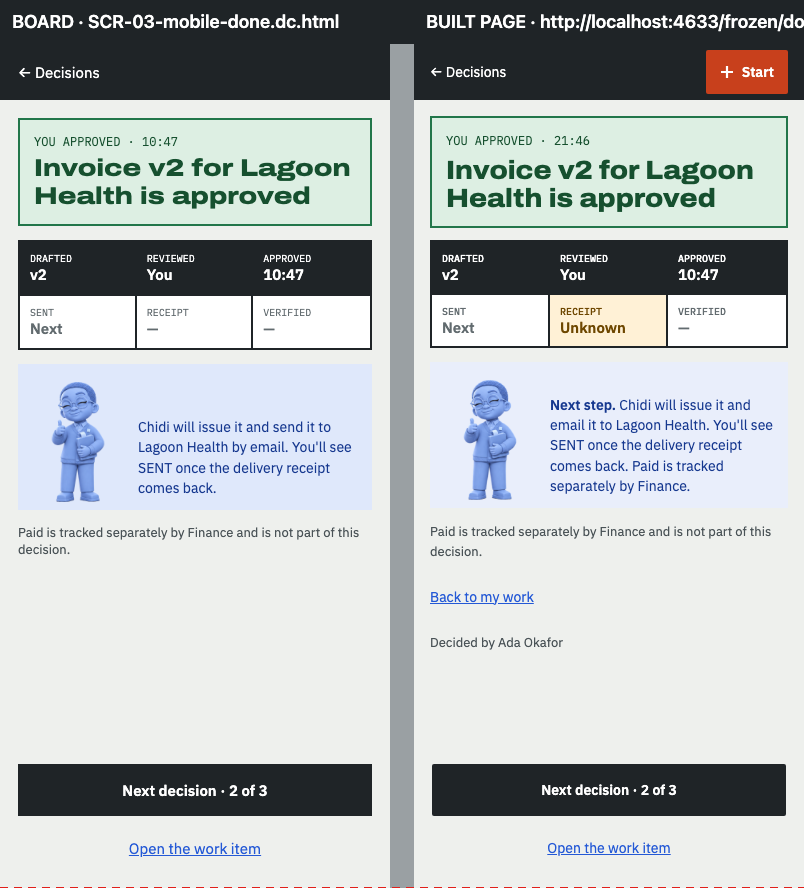 BOARD · SCR-03-mobile-done.dc.html
← Decisions
YOU APPROVED · 10:47
Invoice v2 for Lagoon
Health is approved
DRAFTED REVIEWED APPROVED
v2 You 10:47
SENT RECEIPT VERIFIED
Next — —
Chidi will issue it and send it to
Lagoon Health by email. You'll see
SENT once the delivery receipt
comes back.
Paid is tracked separately by Finance and is not part of this
decision.
Next decision · 2 of 3
Open the work item
BUILT PAGE · http://localhost:4633/frozen/do
← Decisions
+ Start
YOU APPROVED · 21:46
Invoice v2 for Lagoon
Health is approved
DRAFTED REVIEWED APPROVED
v2 You 10:47
SENT RECEIPT VERIFIED
Next Unknown —
Next step. Chidi will issue it and
email it to Lagoon Health. You'll see
SENT once the delivery receipt
comes back. Paid is tracked
separately by Finance.
Paid is tracked separately by Finance and is not part of this
decision.
Back to my work
Decided by Ada Okafor
Next decision · 2 of 3
Open the work item